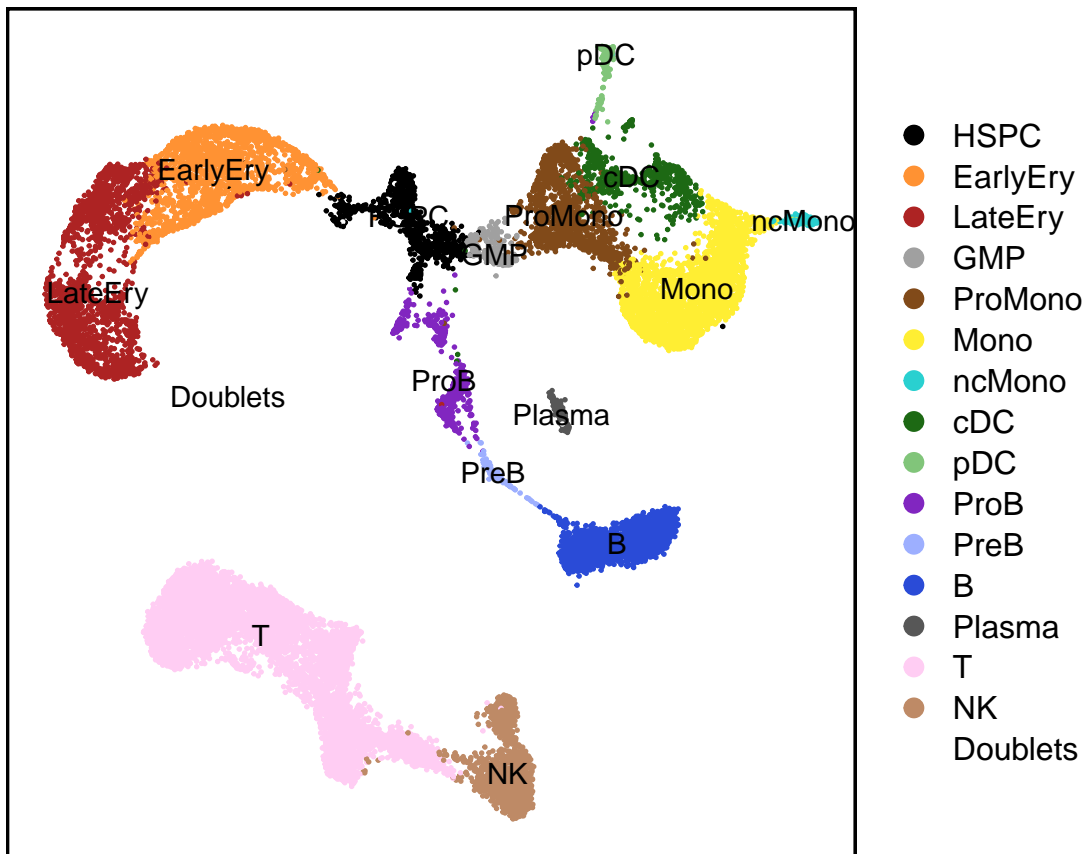 pDC
EarlyEry
cDC
HSPC
ProMono
ncMono
GMP
LateEry
Mono
ProB
Doublets
Plasma
PreB
B
T
NK
HSPC
EarlyEry
LateEry
GMP
ProMono
Mono
ncMono
cDC
pDC
ProB
PreB
B
Plasma
T
NK
Doublets